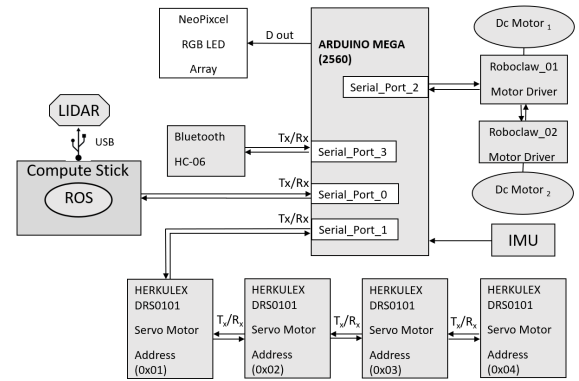 NeoPixcel
RGB LED
Array
D out
ARDUINO MEGA
(2560)
Serial_Port_2
Dc Motor 1
Roboclaw_01
Motor Driver
Roboclaw_02
Motor Driver
Dc Motor 2
LIDAR
USB
Compute Stick
ROS
Bluetooth
HC-06
Tx/Rx
Serial_Port_3
Tx/Rx
Serial_Port_0
Tx/Rx
Serial_Port_1
IMU
HERKULEX
DRS0101
Servo Motor
Address
(0x01)
Tx/Rx
HERKULEX
DRS0101
Servo Motor
Address
(0x02)
Tx/Rx
HERKULEX
DRS0101
Servo Motor
Address
(0x03)
Tx/Rx
HERKULEX
DRS0101
Servo Motor
Address
(0x04)